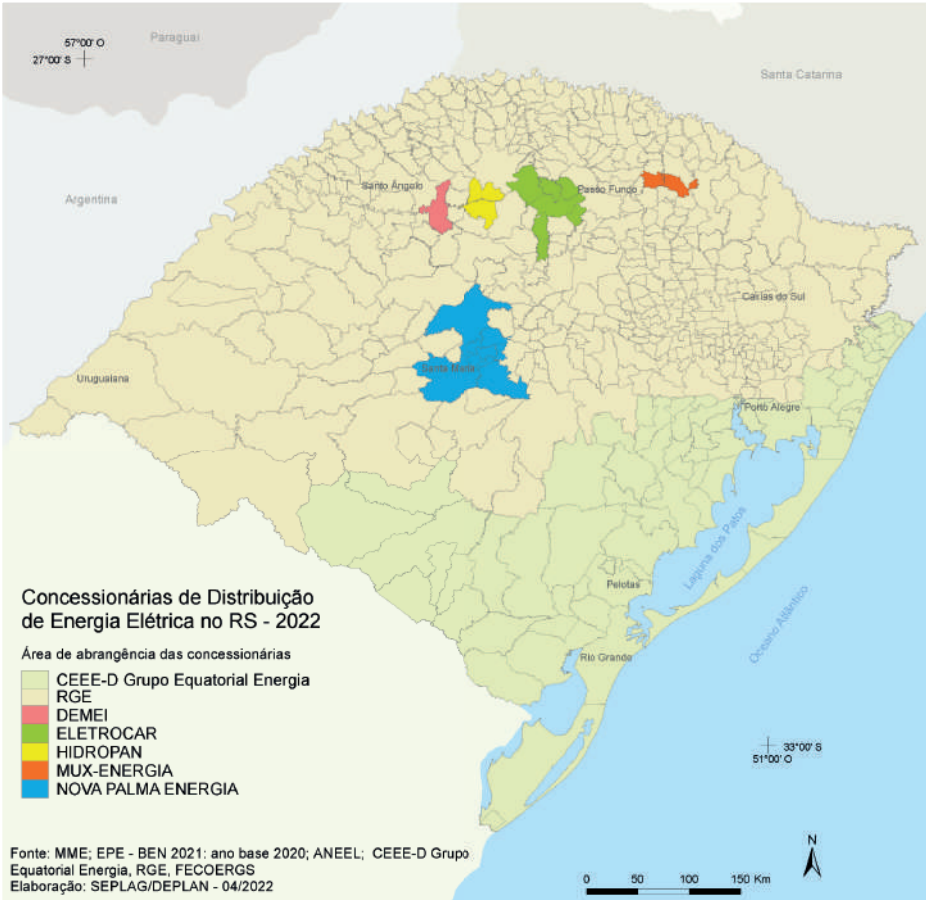 57°00' O
27°00' S
Paraguai
Santa Catarina
Argentina
Santo Ângelo
Passo Fundo
Caxias do Sul
Santa Maria
Uruguaiana
Porto Alegre
Laguna dos Patos
Pelotas
Oceano Atlântico
Rio Grande
33°00' S
51°00' O
Concessionárias de Distribuição
de Energia Elétrica no RS - 2022
Área de abrangência das concessionárias
CEEE-D Grupo Equatorial Energia
RGE
DEMEI
ELETROCAR
HIDROPAN
MUX-ENERGIA
NOVA PALMA ENERGIA
Fonte: MME; EPE - BEN 2021: ano base 2020; ANEEL; CEEE-D Grupo
Equatorial Energia, RGE, FECOERGS
Elaboração: SEPLAG/DEPLAN - 04/2022
N
0 50 100 150 Km